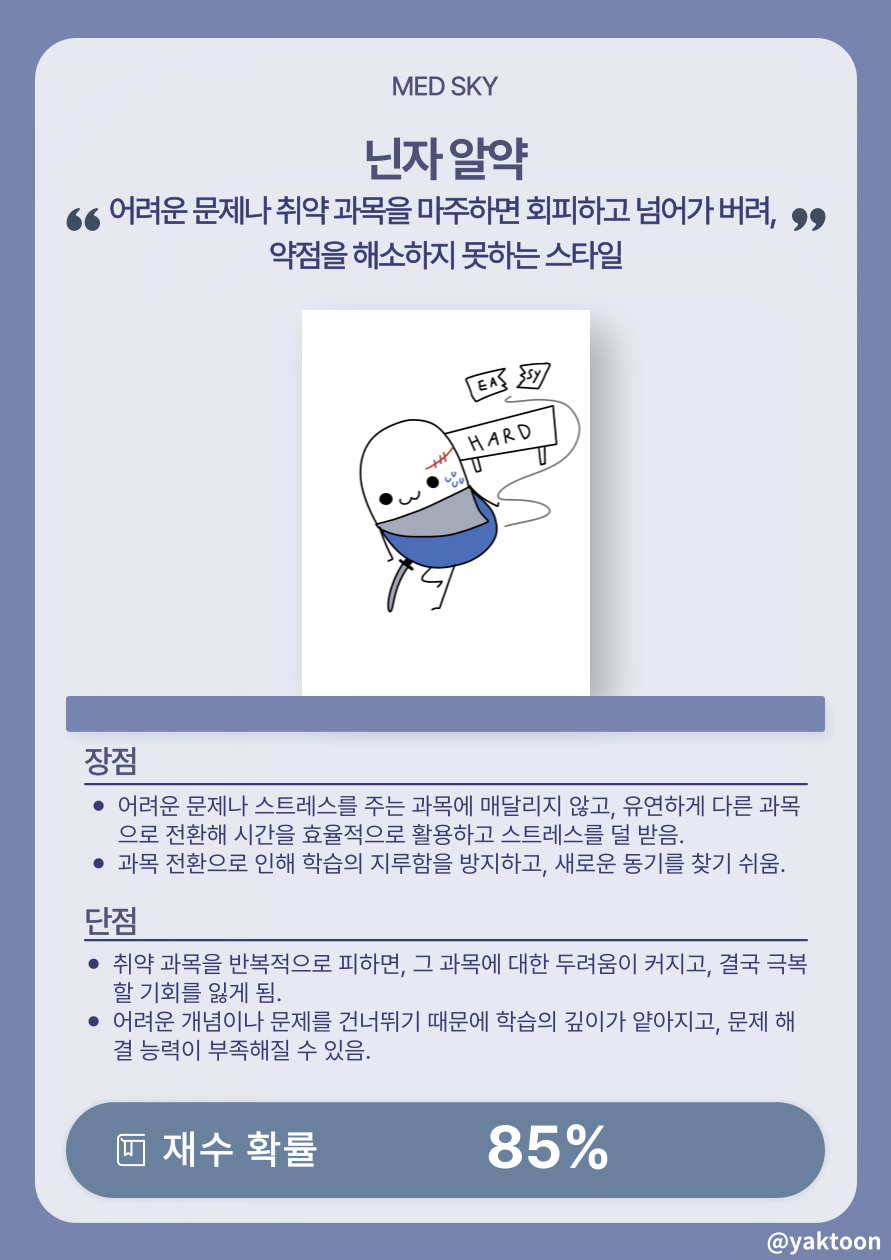 MED SKY
닌자 알약
“ 어려운 문제나 취약 과목을 마주하면 회피하고 넘어가 버려, ”
약점을 해소하지 못하는 스타일
EA SY
HARD
장점
● 어려운 문제나 스트레스를 주는 과목에 매달리지 않고, 유연하게 다른 과목
으로 전환해 시간을 효율적으로 활용하고 스트레스를 덜 받음.
● 과목 전환으로 인해 학습의 지루함을 방지하고, 새로운 동기를 찾기 쉬움.
단점
● 취약 과목을 반복적으로 피하면, 그 과목에 대한 두려움이 커지고, 결국 극복
할 기회를 잃게 됨.
● 어려운 개념이나 문제를 건너뛰기 때문에 학습의 깊이가 얕아지고, 문제 해
결 능력이 부족해질 수 있음.
재수 확률 85%
@yaktoon